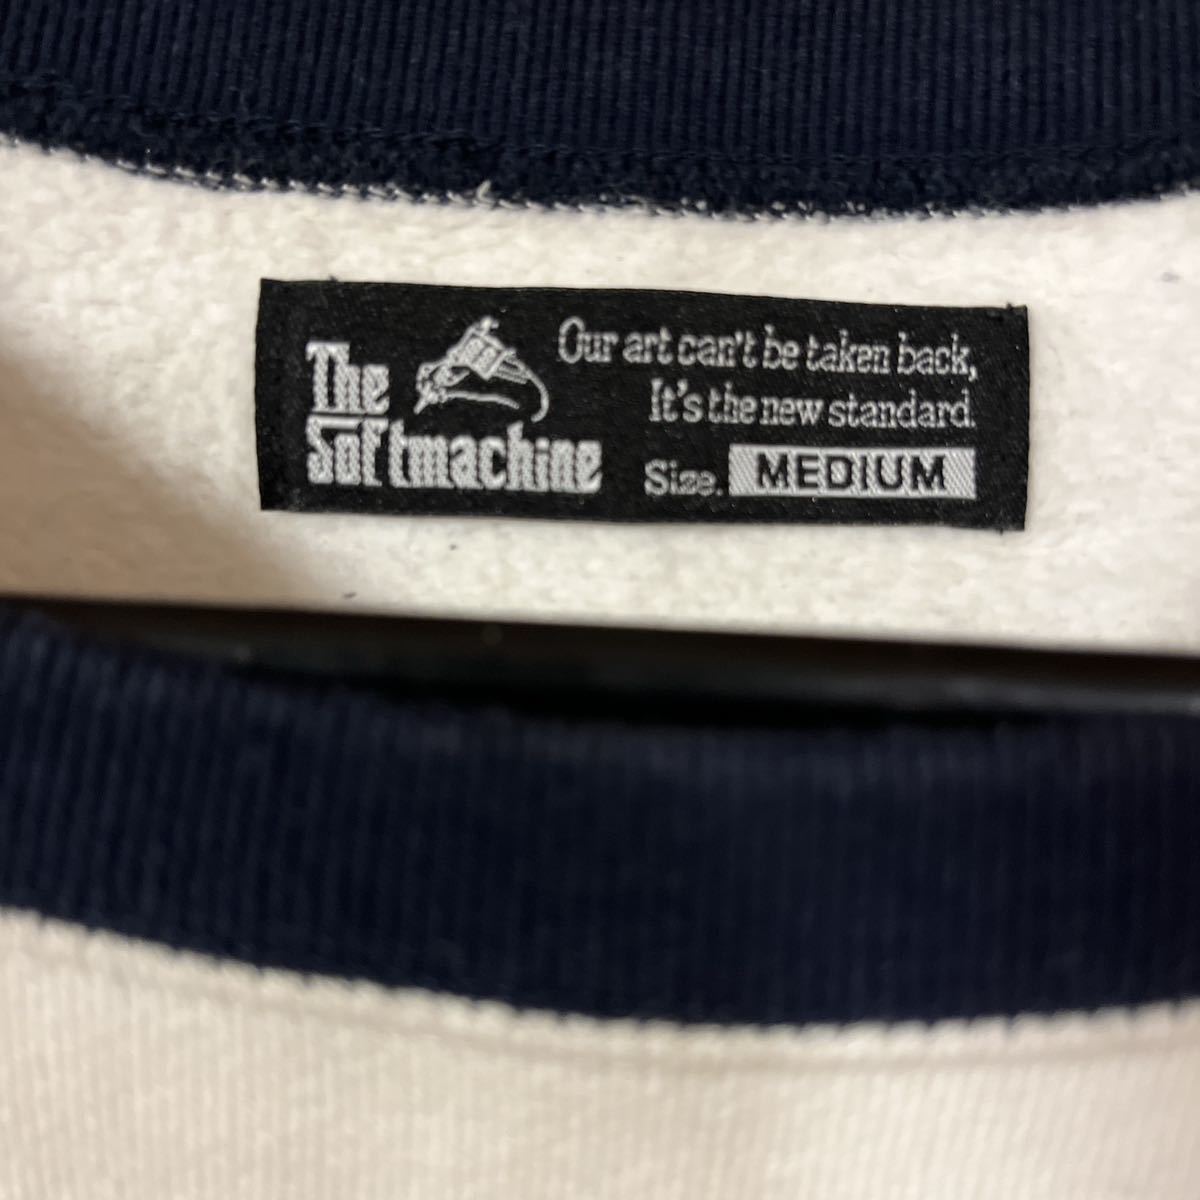 The
Softmachine
Our art can't be taken back,
It's the new standard.
Size. MEDIUM